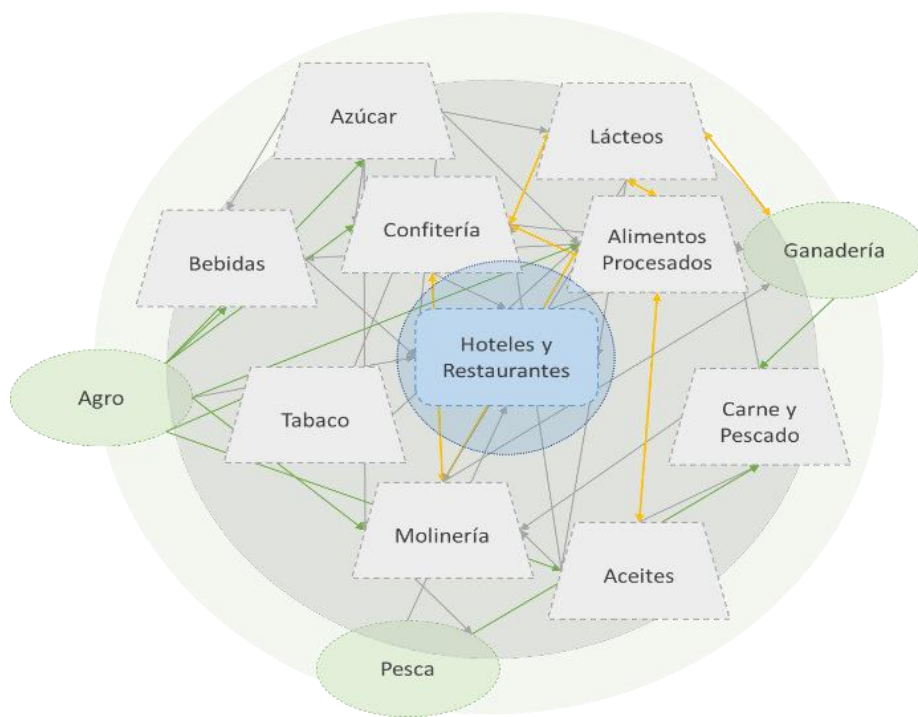 Azúcar
Lácteos
Confitería
Alimentos
Procesados
Bebidas
Ganadería
Hoteles y
Restaurantes
Agro
Tabaco
Carne y
Pescado
Molinería
Aceites
Pesca